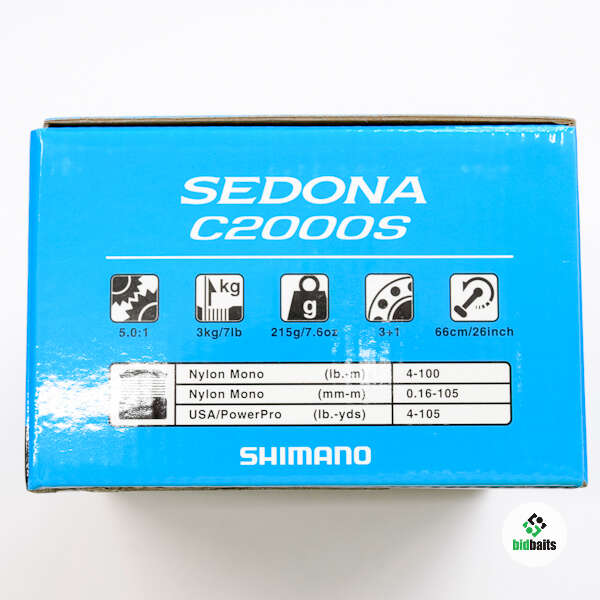 SEDONA
C2000S
kg
g
5.0:1
3kg/7lb
215g/7.6oz
3+1
66cm/26inch
Nylon Mono (lb.-m) 4-100
Nylon Mono (mm-m) 0.16-105
USA/PowerPro (lb.-yds) 4-105
SHIMANO
bidbaits